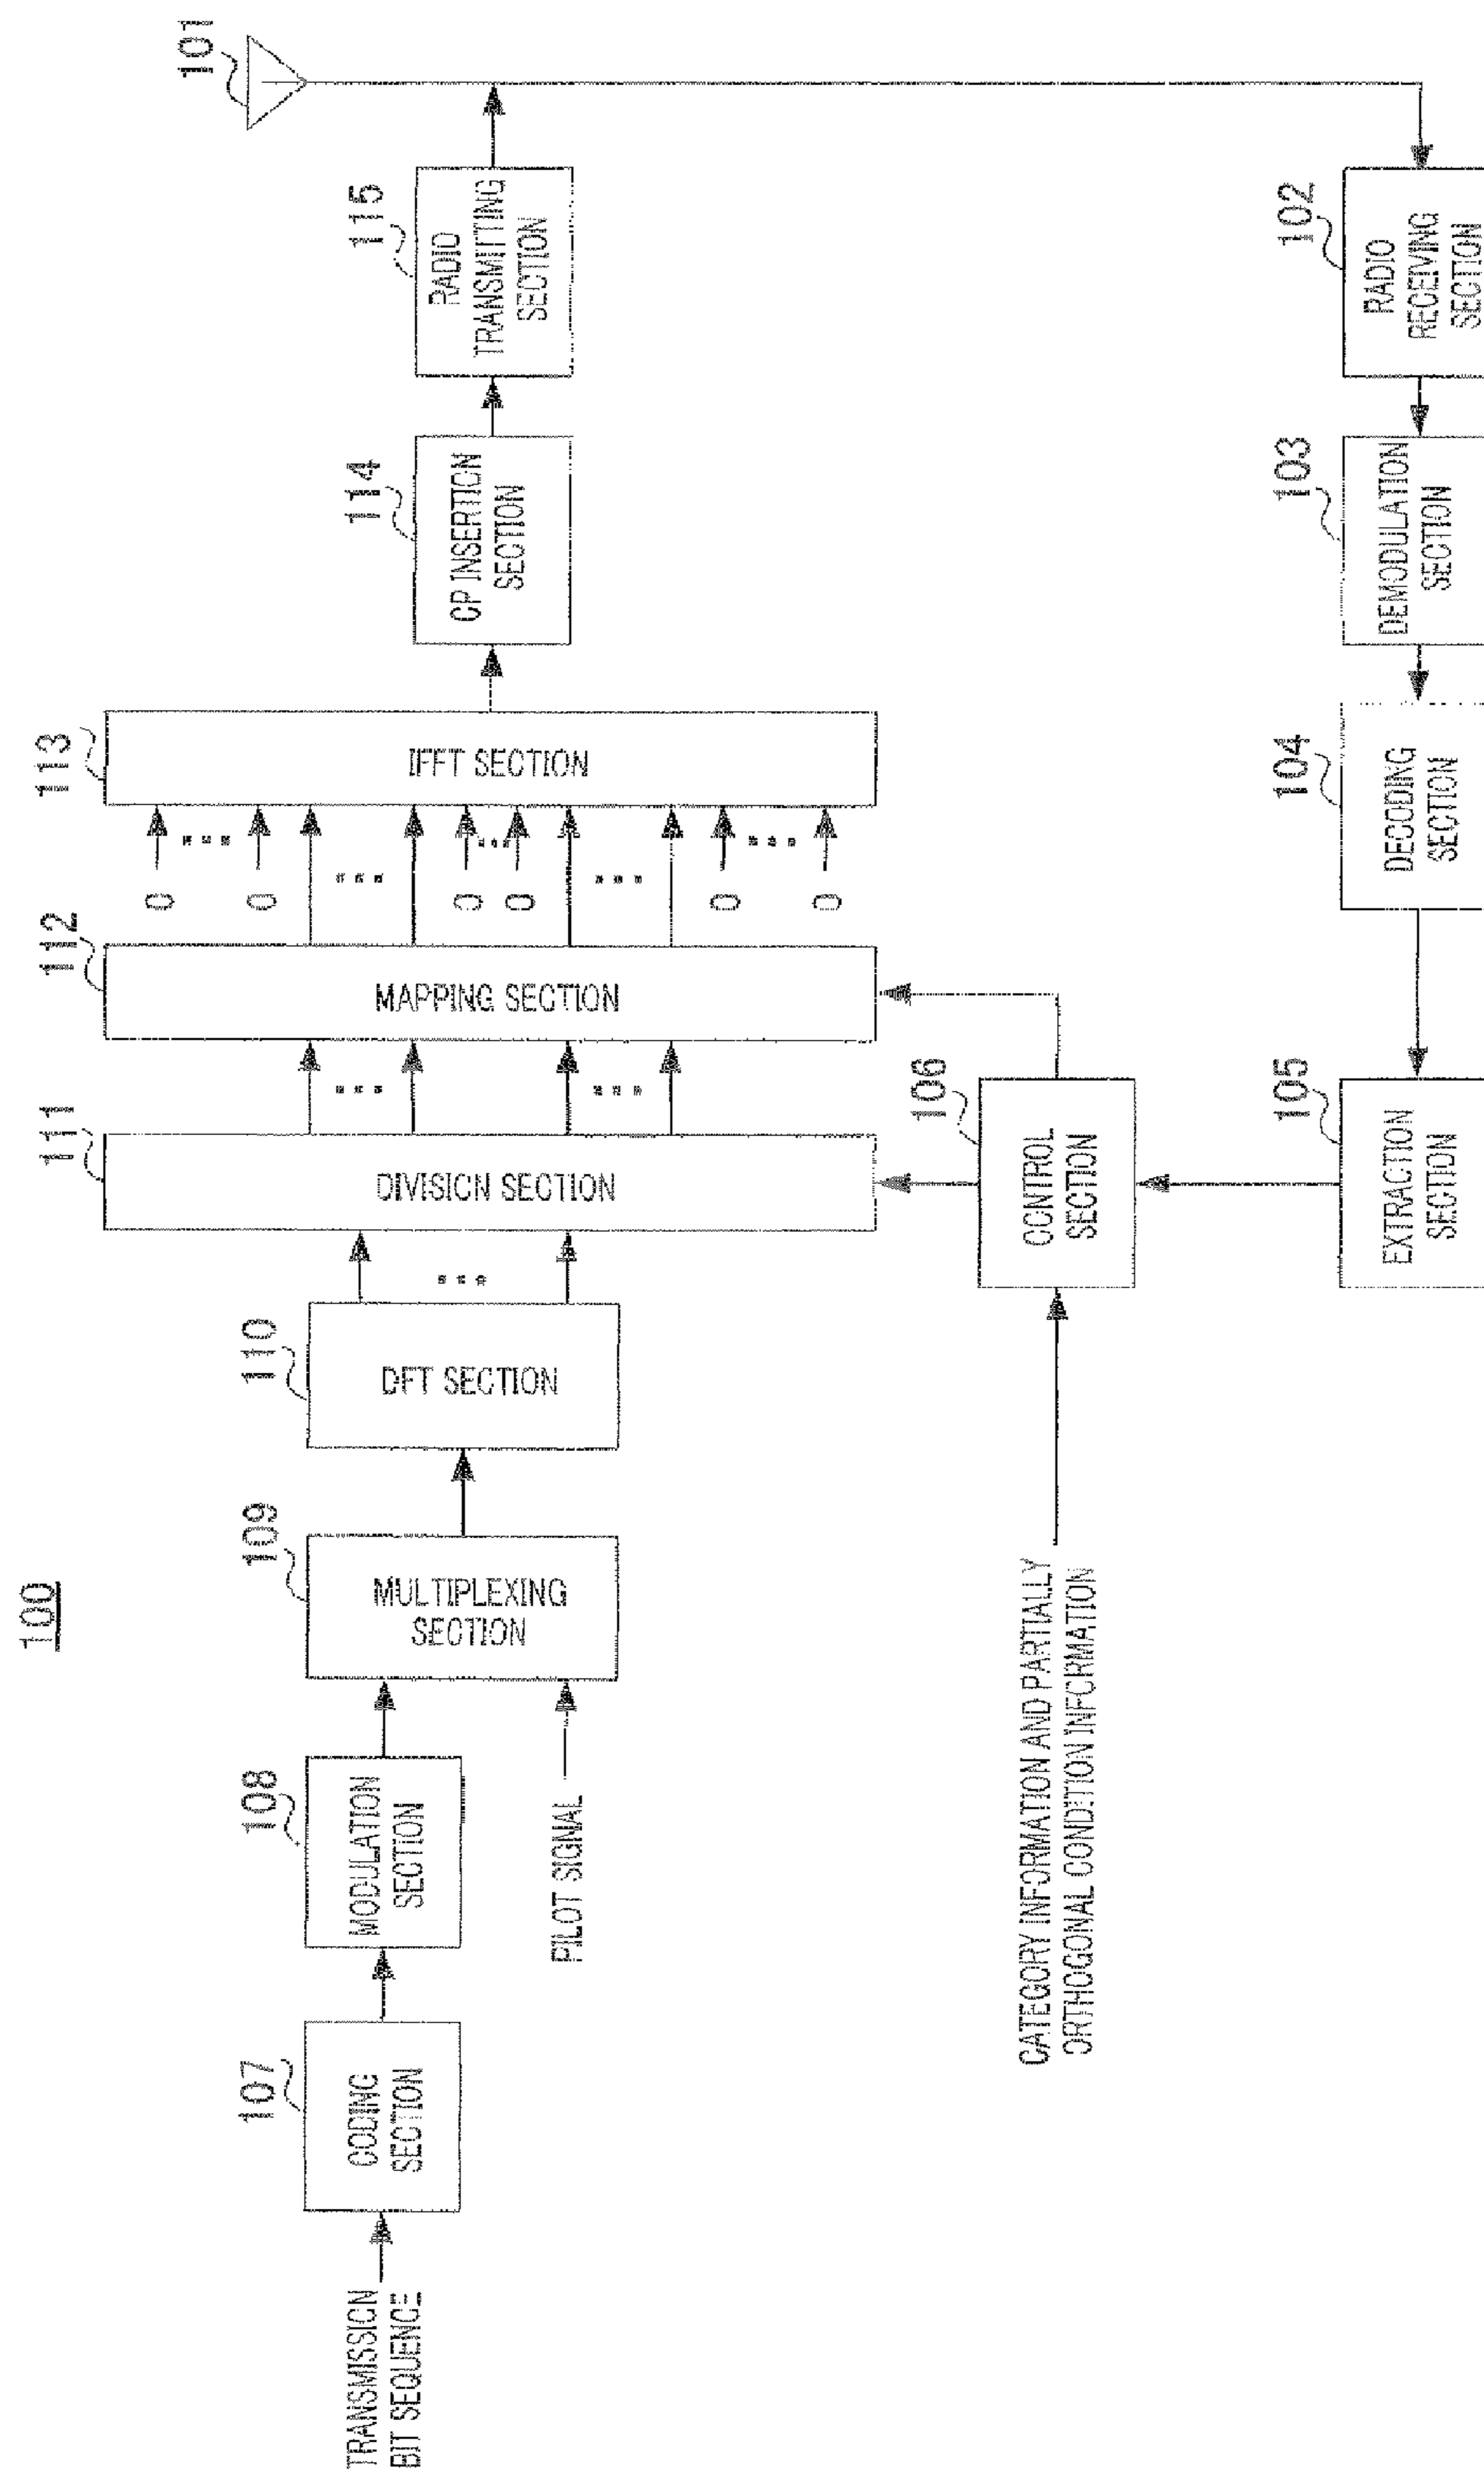 100
TRANSMISSION
BIT SEQUENCE
107
CODING
SECTION
108
MODULATION
SECTION
PILOT SIGNAL
109
MULTIPLEXING
SECTION
110
DFT SECTION
111
DIVISION SECTION
112
MAPPING SECTION
0
0
0
0
0
0
113
IFFT SECTION
114
CP INSERTION
SECTION
115
RADIO
TRANSMITTING
SECTION
101
CATEGORY INFORMATION AND PARTIALLY
ORTHOGONAL CONDITION INFORMATION
106
CONTROL
SECTION
105
EXTRACTION
SECTION
104
DECODING
SECTION
103
DEMODULATION
SECTION
102
RADIO
RECEIVING
SECTION